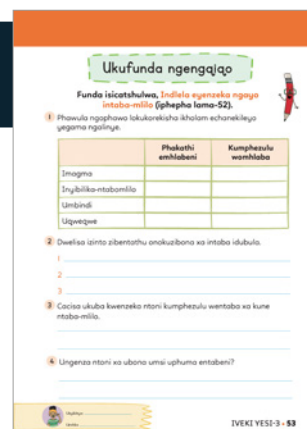 Ukufunda ngengqiqo
Funda isicatshulwa, Indlela eyenzeka ngayo
intaba-mlilo (iphepha lama-52).
1 Phawula ngophawu lokukorekisha ikholam echanekileyo
yegama ngalinye.
Phakathi Kumphezulu
emhlabeni womhlaba
Imagma
Inyibilika-ntabamlilo
Umbindi
Uqweqwe
2 Dwelisa izinto zibentathu onokuzibona xa intaba idubula.
1
2
3
3 Cacisa ukuba kwenzeka ntoni kumphezulu wentaba xa kune
ntaba-mlilo.
4 Ungenza ntoni xa ubona umsi uphuma entabeni?
IVEKI YESI-3 • 53